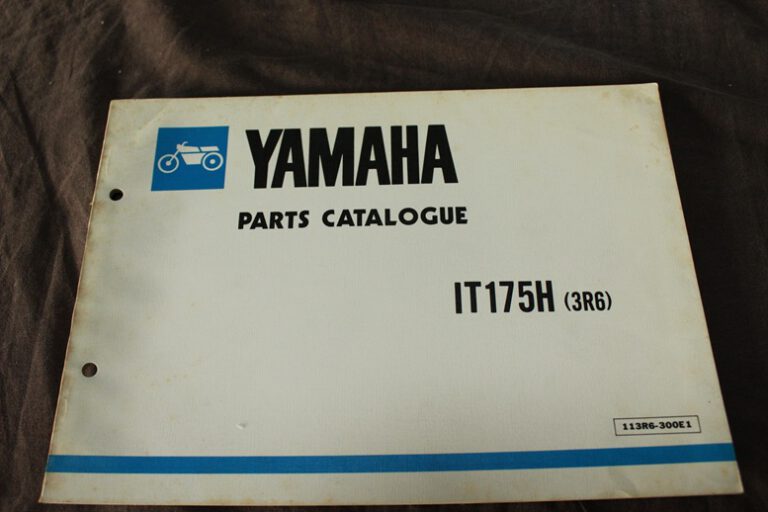 YAMAHA
PARTS CATALOGUE
IT175H (3R6)
113R6-300E1